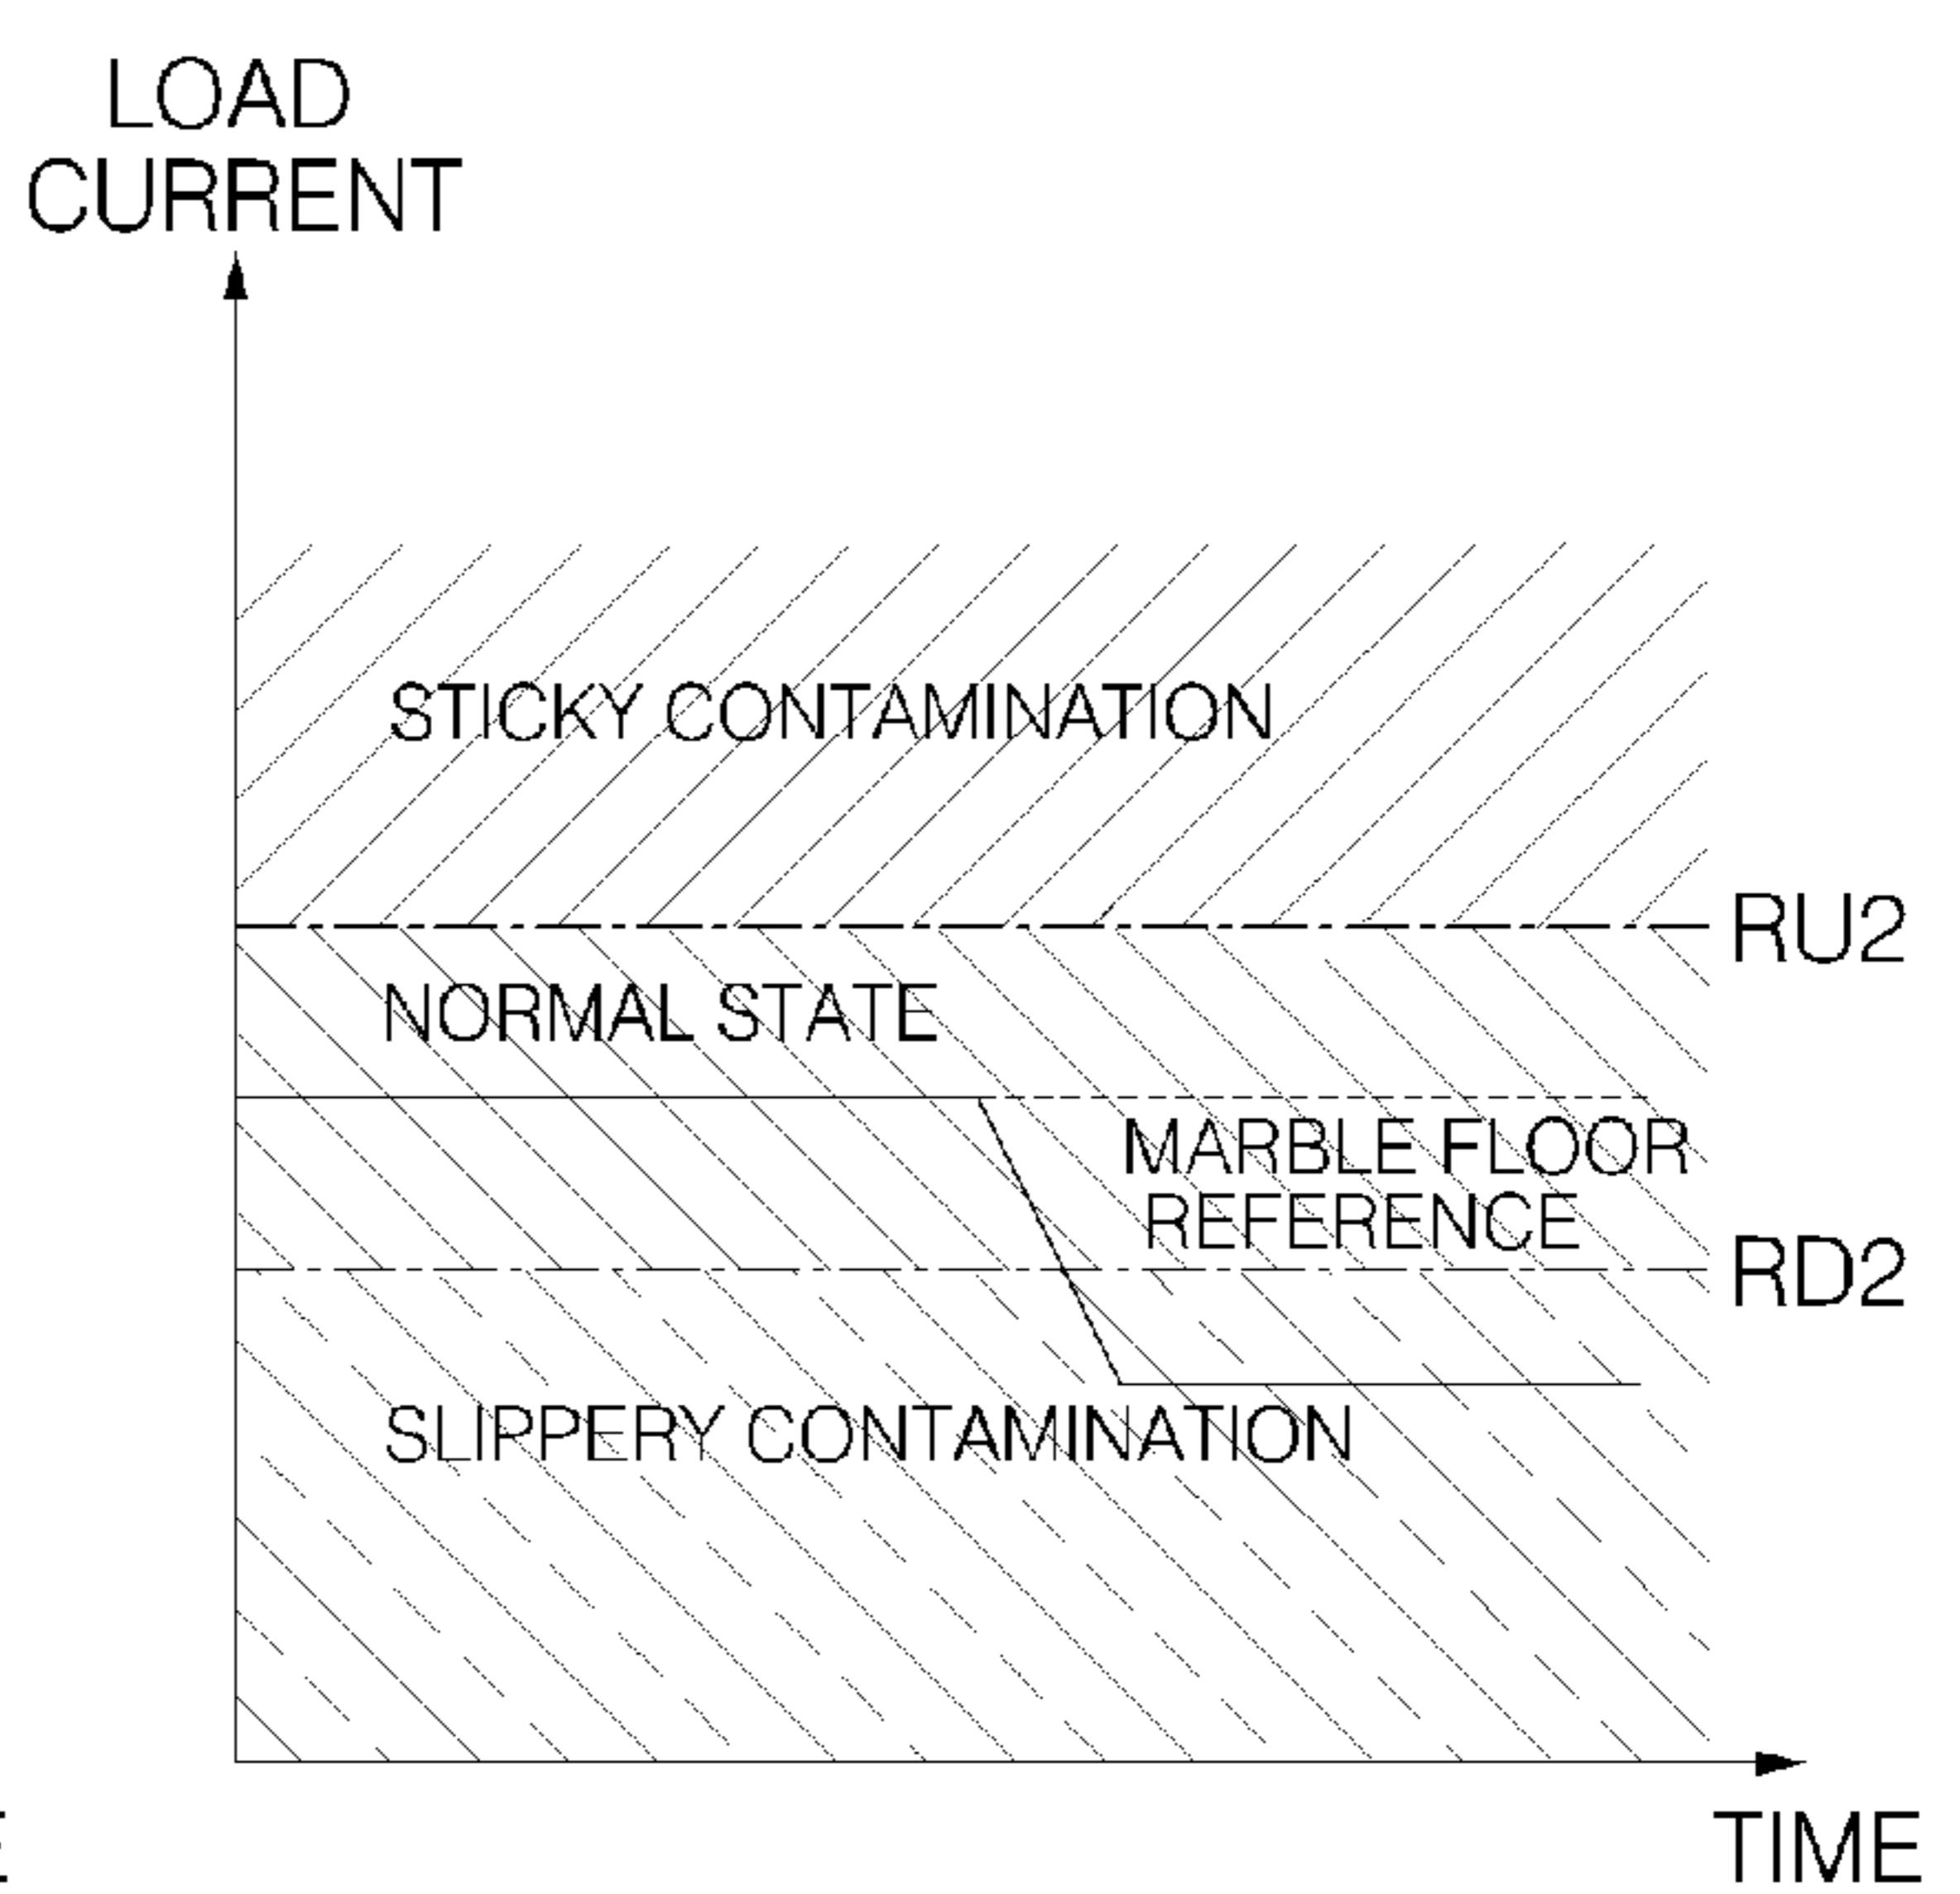 LOAD
CURRENT
STICKY CONTAMINATION
RU2
NORMAL STATE
MARBLE FLOOR
REFERENCE
RD2
SLIPPERY CONTAMINATION
TIME